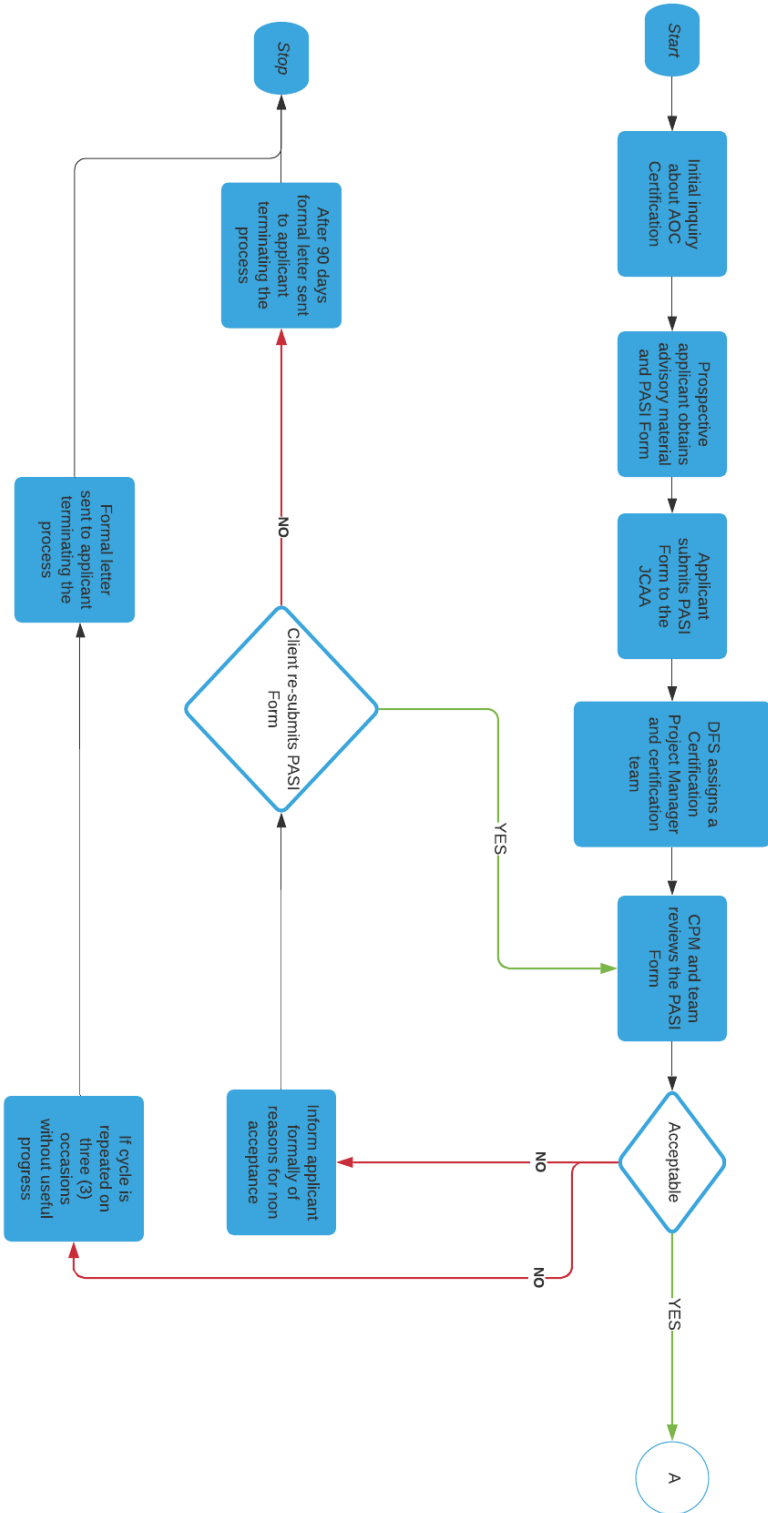 Start
Initial inquiry
about AOC
Certification
Prospective
applicant obtains
advisory material
and PASI Form
Applicant
submits PASI
Form to the
JCAA
DFS assigns a
Certification
Project Manager
and certification
team
CPM and team
reviews the PASI
Form
Acceptable
YES
A
NO
NO
Inform applicant
formally of
reasons for non
acceptance
Client re-submits PASI
Form
YES
NO
After 90 days
formal letter sent
to applicant
terminating the
process
Stop
If cycle is
repeated on
three (3)
occasions
without useful
progress
Formal letter
sent to applicant
terminating the
process